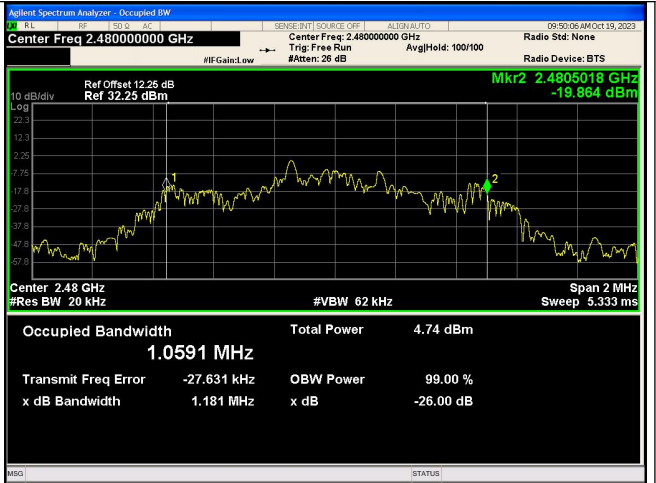 Agilent Spectrum Analyzer - Occupied BW
RL RF 50 Ω AC SENSE:INT SOURCE OFF ALIGN AUTO 09:50:06 AM Oct 19, 2023
Center Freq 2.480000000 GHz Center Freq: 2.480000000 GHz Radio Std: None
Trig: Free Run Avg|Hold: 100/100
#IFGain:Low #Atten: 26 dB Radio Device: BTS
Mkr2 2.4805018 GHz
-19.864 dBm
Ref Offset 12.25 dB
10 dB/div Ref 32.25 dBm
Log
22.3
12.3
2.25
-7.75
-17.8
-27.8
-37.8
-47.8
-57.8
1
2
Center 2.48 GHz Span 2 MHz
#Res BW 20 kHz #VBW 62 kHz Sweep 5.333 ms
Occupied Bandwidth Total Power 4.74 dBm
1.0591 MHz
Transmit Freq Error -27.631 kHz OBW Power 99.00 %
x dB Bandwidth 1.181 MHz x dB -26.00 dB
MSG STATUS